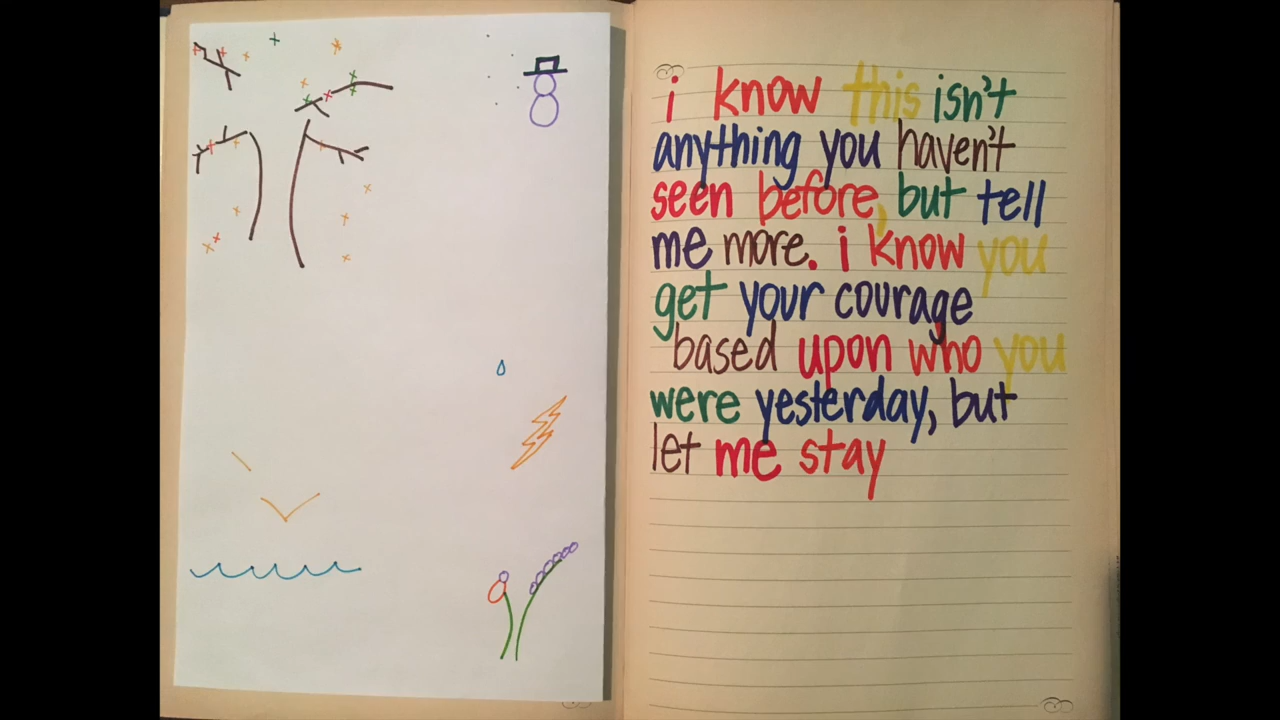 i know this isn't
anything you haven't
seen before, but tell
me more. i know you
get your courage
based upon who you
were yesterday, but
let me stay